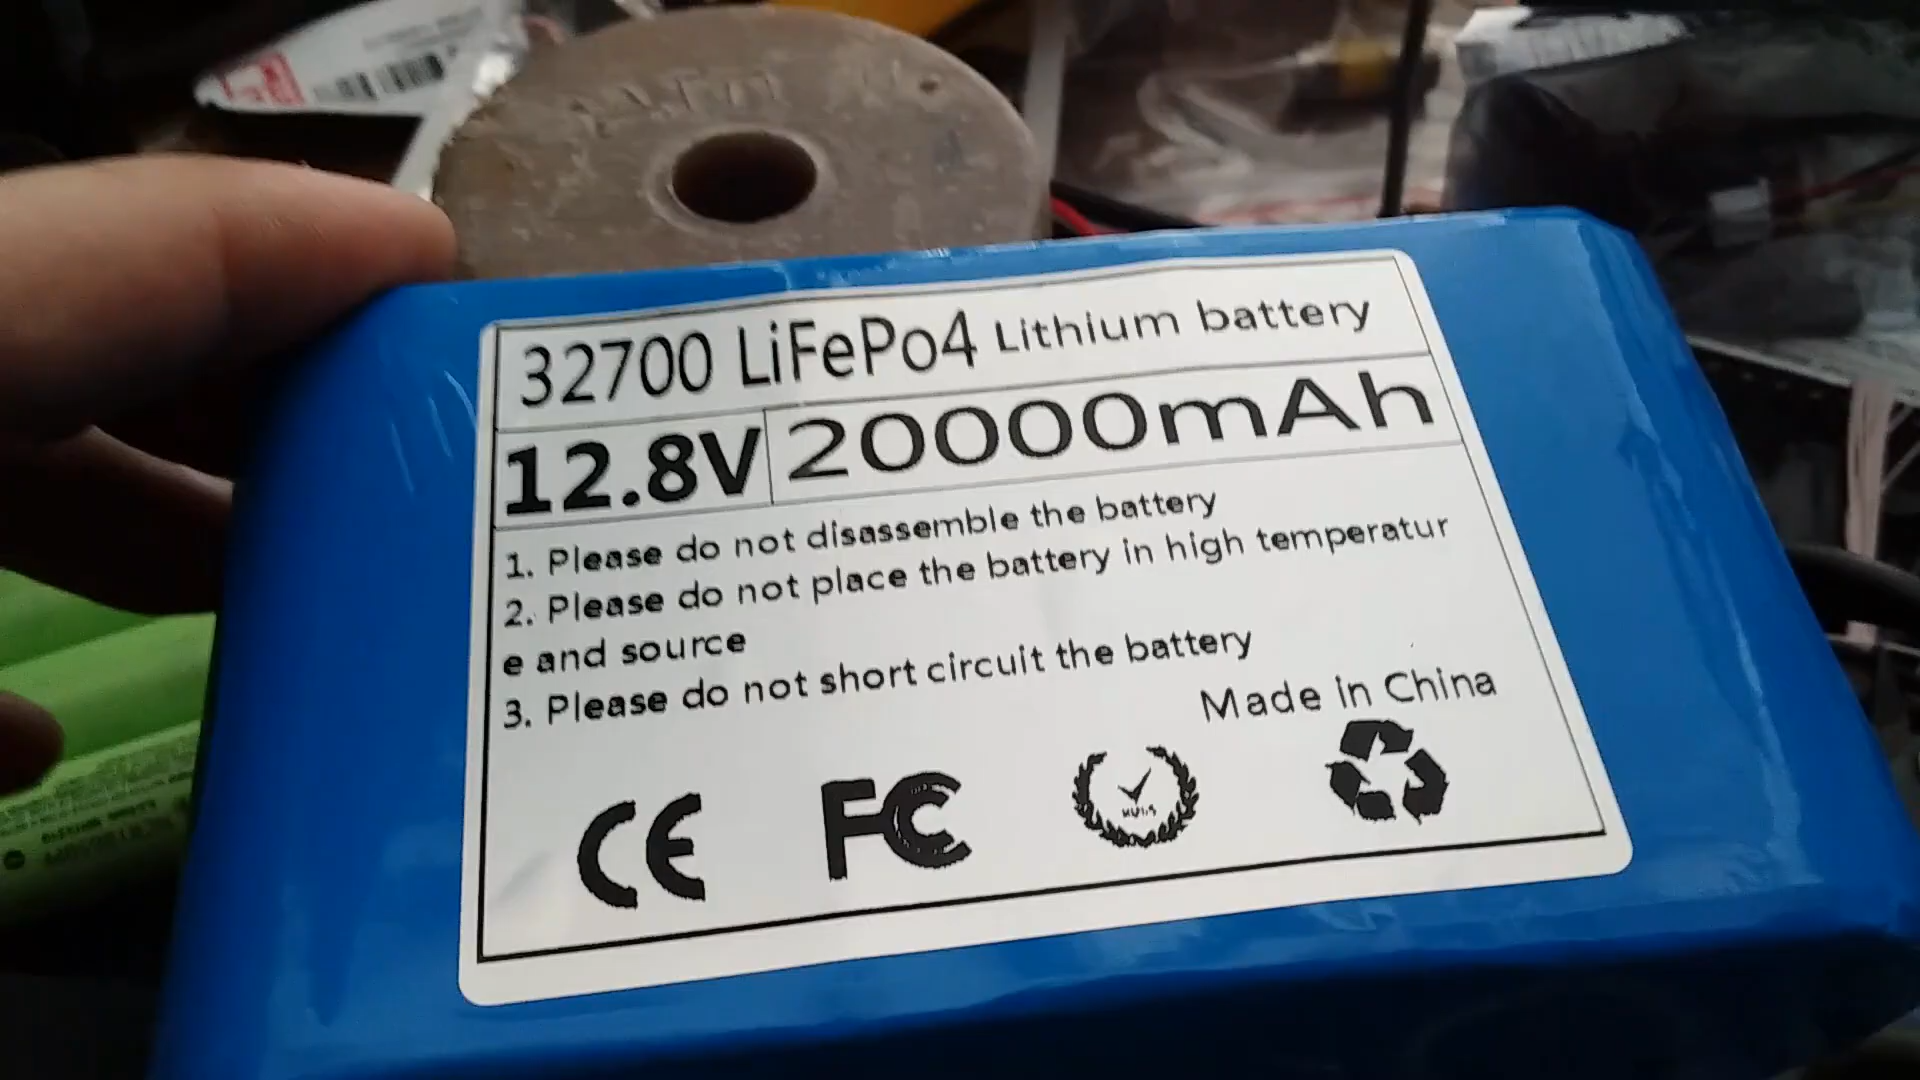 32700 LiFePo4 Lithium battery
12.8V 20000mAh
1. Please do not disassemble the battery
2. Please do not place the battery in high temperatur
e and source
3. Please do not short circuit the battery
Made in China
CE FC